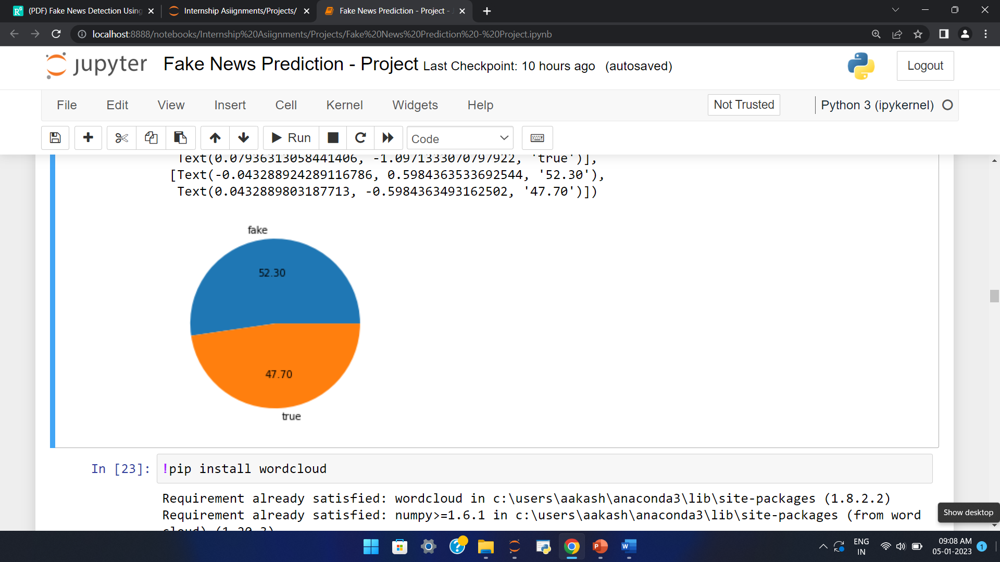 (PDF) Fake News Detection Using
Internship Asiignments/Projects/
Fake News Prediction - Project -
localhost:8888/notebooks/Internship%20Asiignments/Projects/Fake%20News%20Prediction%20-%20Project.ipynb
jupyter Fake News Prediction - Project Last Checkpoint: 10 hours ago (autosaved)
Logout
File Edit View Insert Cell Kernel Widgets Help
Not Trusted
Python 3 (ipykernel)
Run
Code
Text(0.07936313058441406, -1.0971333070797922, 'true')],
[Text(-0.043288924289116786, 0.5984363533692544, '52.30'),
Text(0.0432889803187713, -0.5984363493162502, '47.70')])
fake
52.30
47.70
true
In [23]: !pip install wordcloud
Requirement already satisfied: wordcloud in c:\users\aakash\anaconda3\lib\site-packages (1.8.2.2)
Requirement already satisfied: numpy>=1.6.1 in c:\users\aakash\anaconda3\lib\site-packages (from word
cloud) (1.20.3)
Show desktop
ENG
IN
09:08 AM
05-01-2023
1